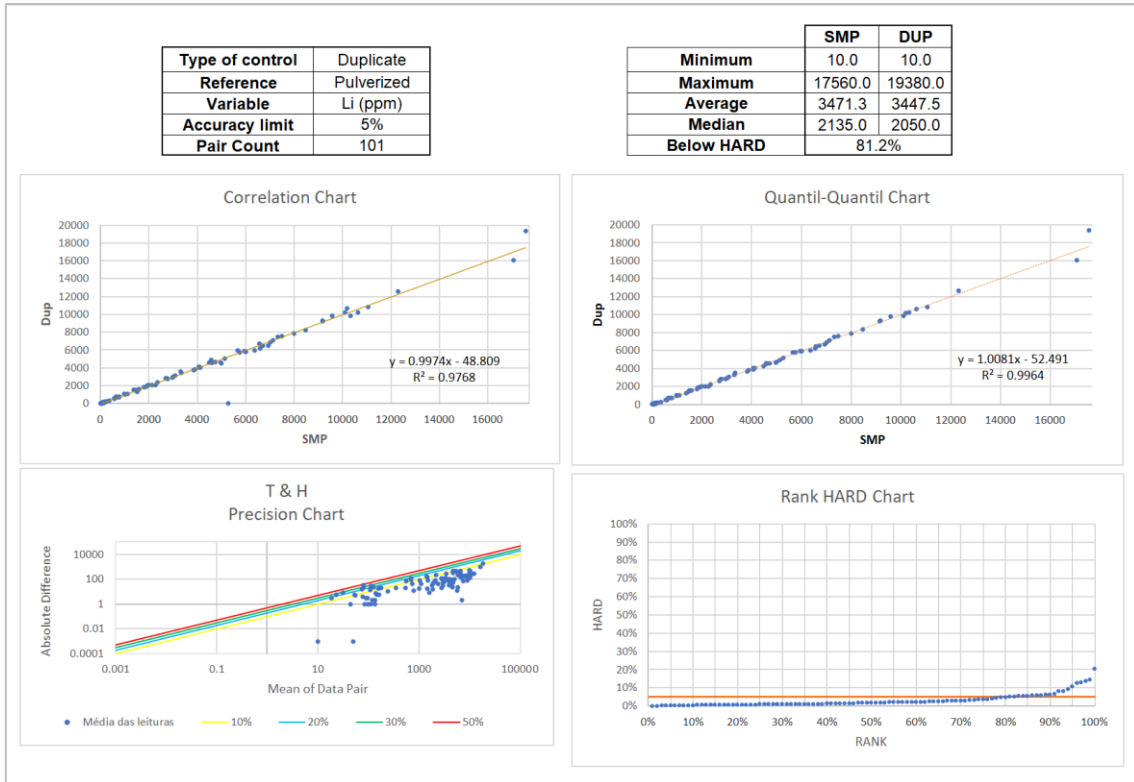 Type of control Duplicate
Reference Pulverized
Variable Li (ppm)
Accuracy limit 5%
Pair Count 101
SMP DUP
Minimum 10.0 10.0
Maximum 17560.0 19380.0
Average 3471.3 3447.5
Median 2135.0 2050.0
Below HARD 81.2%
Correlation Chart
20000
18000
16000
14000
12000
10000
8000
6000
4000
2000
0
Dup
y = 0.9974x - 48.809
R² = 0.9768
0 2000 4000 6000 8000 10000 12000 14000 16000
SMP
Quantil-Quantil Chart
20000
18000
16000
14000
12000
10000
8000
6000
4000
2000
0
Dup
y = 1.0081x - 52.491
R² = 0.9964
0 2000 4000 6000 8000 10000 12000 14000 16000
SMP
T & H
Precision Chart
Absolute Difference
10000
100
1
0.01
0.0001
0.001 0.1 10 1000 100000
Mean of Data Pair
Média das leituras 10% 20% 30% 50%
Rank HARD Chart
100%
90%
80%
70%
60%
50%
40%
30%
20%
10%
0%
HARD
0% 10% 20% 30% 40% 50% 60% 70% 80% 90% 100%
RANK